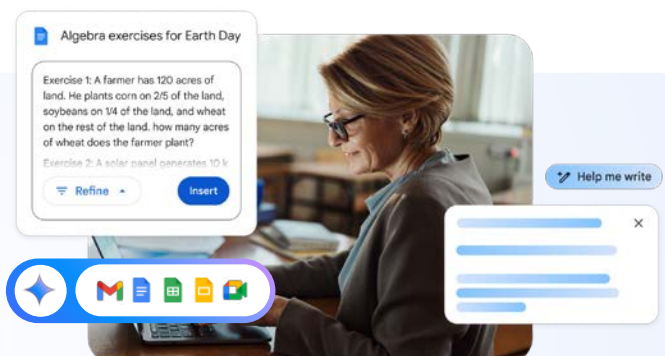 Algebra exercises for Earth Day
Exercise 1: A farmer has 120 acres of
land. He plants corn on 2/5 of the land,
soybeans on 1/4 of the land, and wheat
on the rest of the land. how many acres
of wheat does the farmer plant?
Exercise 2: A solar panel generates 10 k
Refine
Insert
Help me write